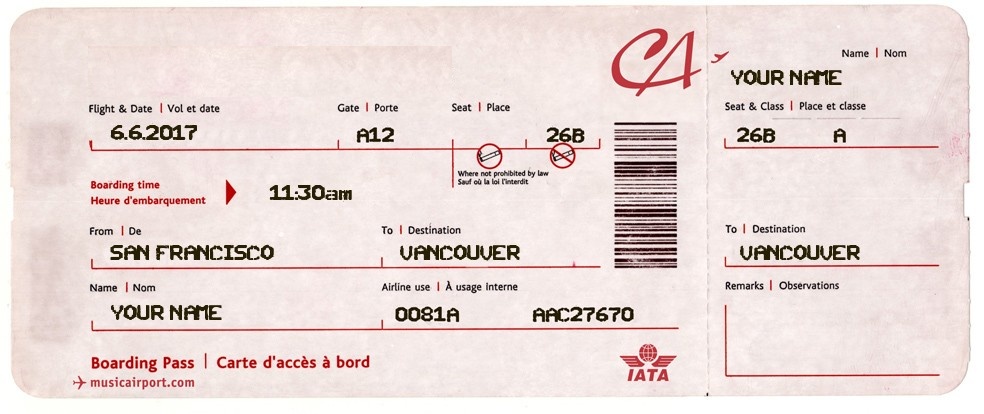 CA
Name | Nom
YOUR NAME
Flight & Date | Vol et date
Gate | Porte
Seat | Place
Seat & Class | Place et classe
6.6.2017
A12
26B
26B A
Where not prohibited by law
Sauf où la loi l'interdit
Boarding time
Heure d'embarquement
11:30am
From | De
To | Destination
To | Destination
SAN FRANCISCO
VANCOUVER
VANCOUVER
Name | Nom
Airline use | À usage interne
Remarks | Observations
YOUR NAME
0081A
AAC27670
Boarding Pass | Carte d'accès à bord
musicairport.com
IATA